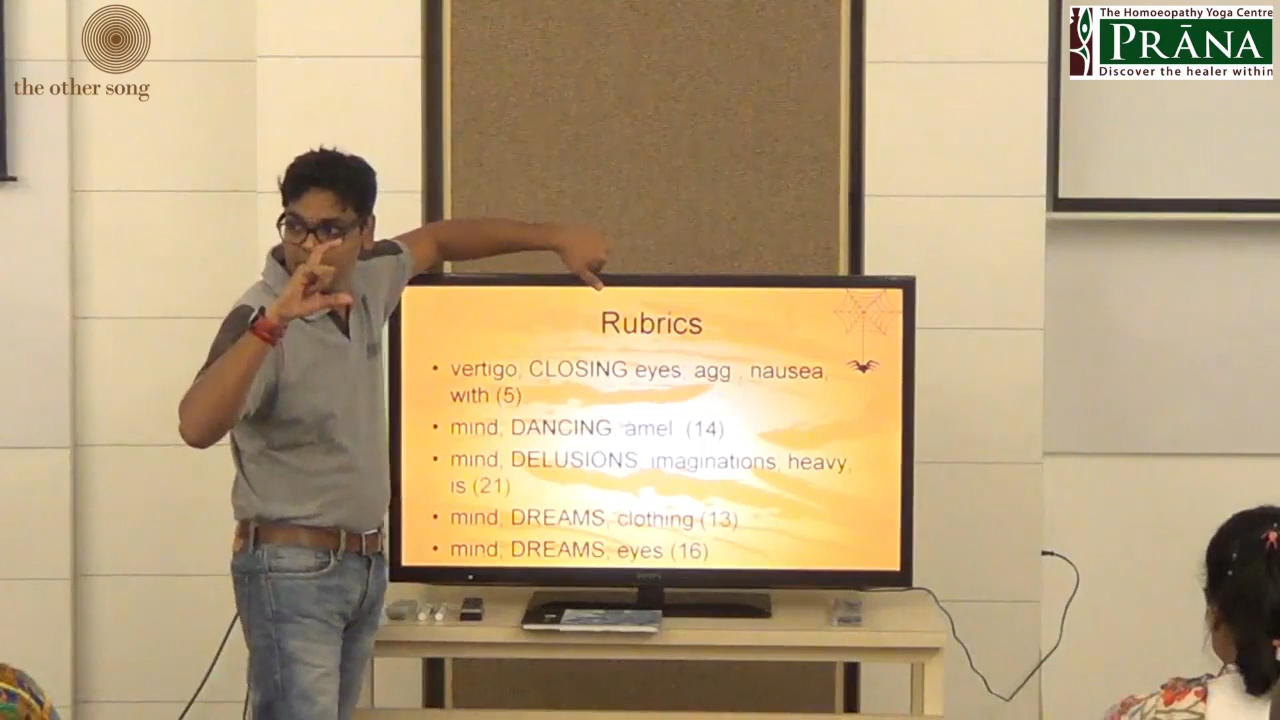 the other song
The Homoeopathy Yoga Centre
PRĀNA
Discover the healer within
Rubrics
• vertigo, CLOSING eyes, agg., nausea,
with (5)
• mind, DANCING, amel. (14)
• mind, DELUSIONS, imaginations, heavy,
is (21)
• mind, DREAMS, clothing (13)
• mind, DREAMS, eyes (16)